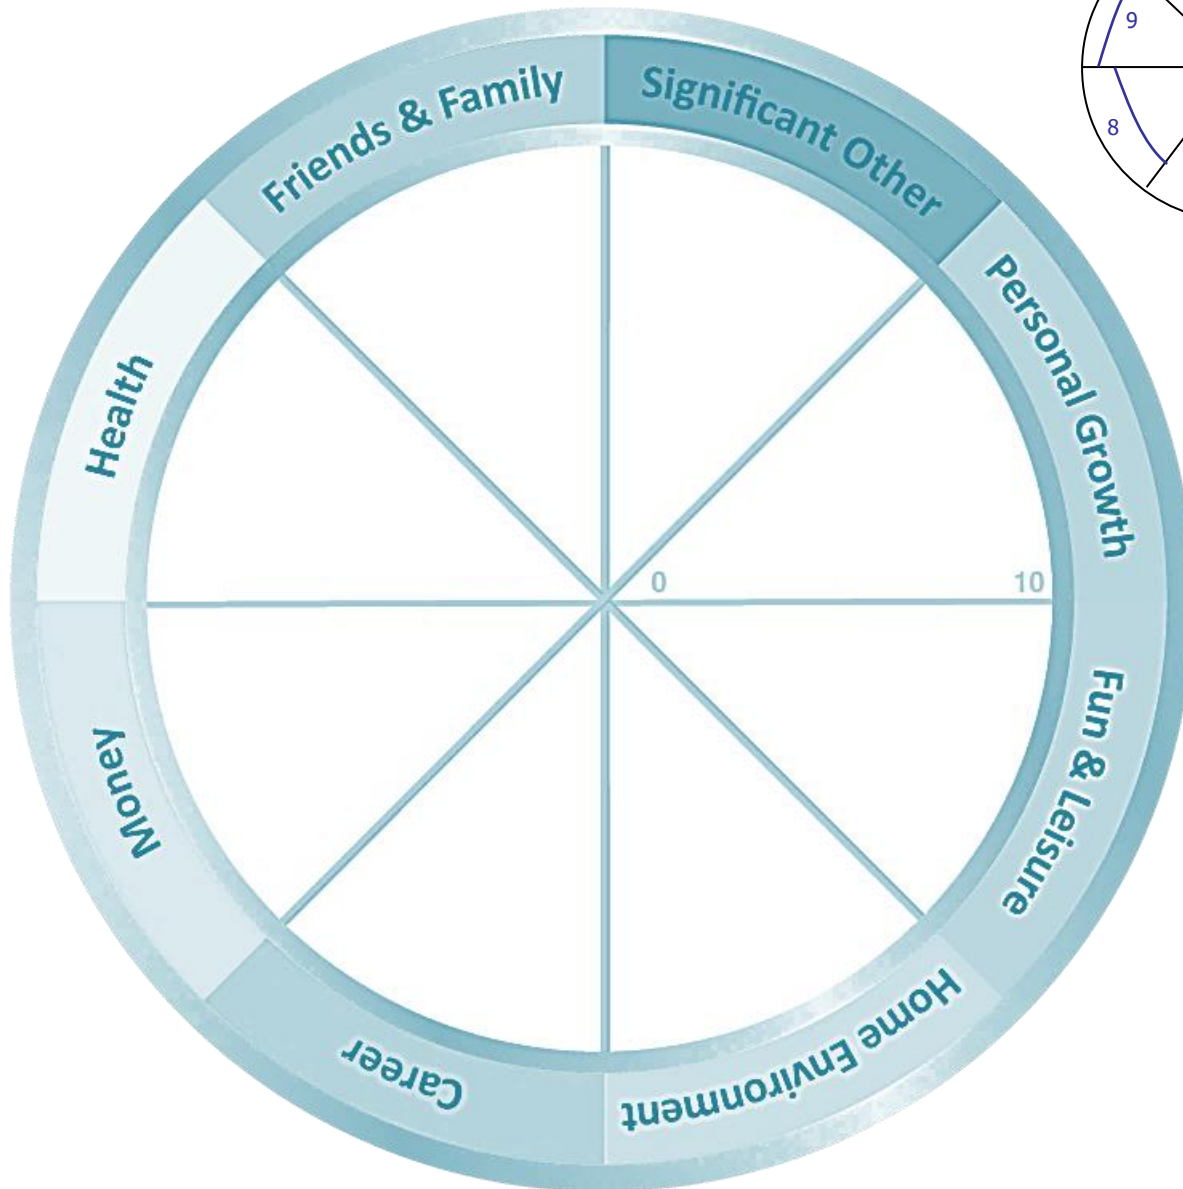 Friends & Family
Significant Other
Personal Growth
Fun & Leisure
Home Environment
Career
Money
Health
0
10
9
8